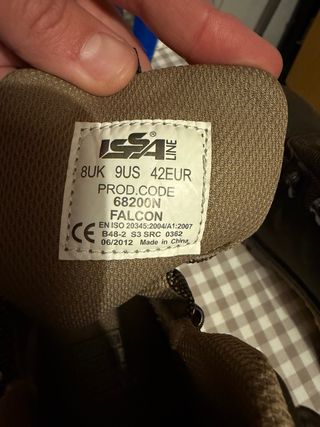 ISSA LINE
8UK 9US 42EUR
PROD.CODE
68200N
FALCON
EN ISO 20345:2004/A1:2007
CE B48-2 S3 SRC 0362
06/2012 Made in China